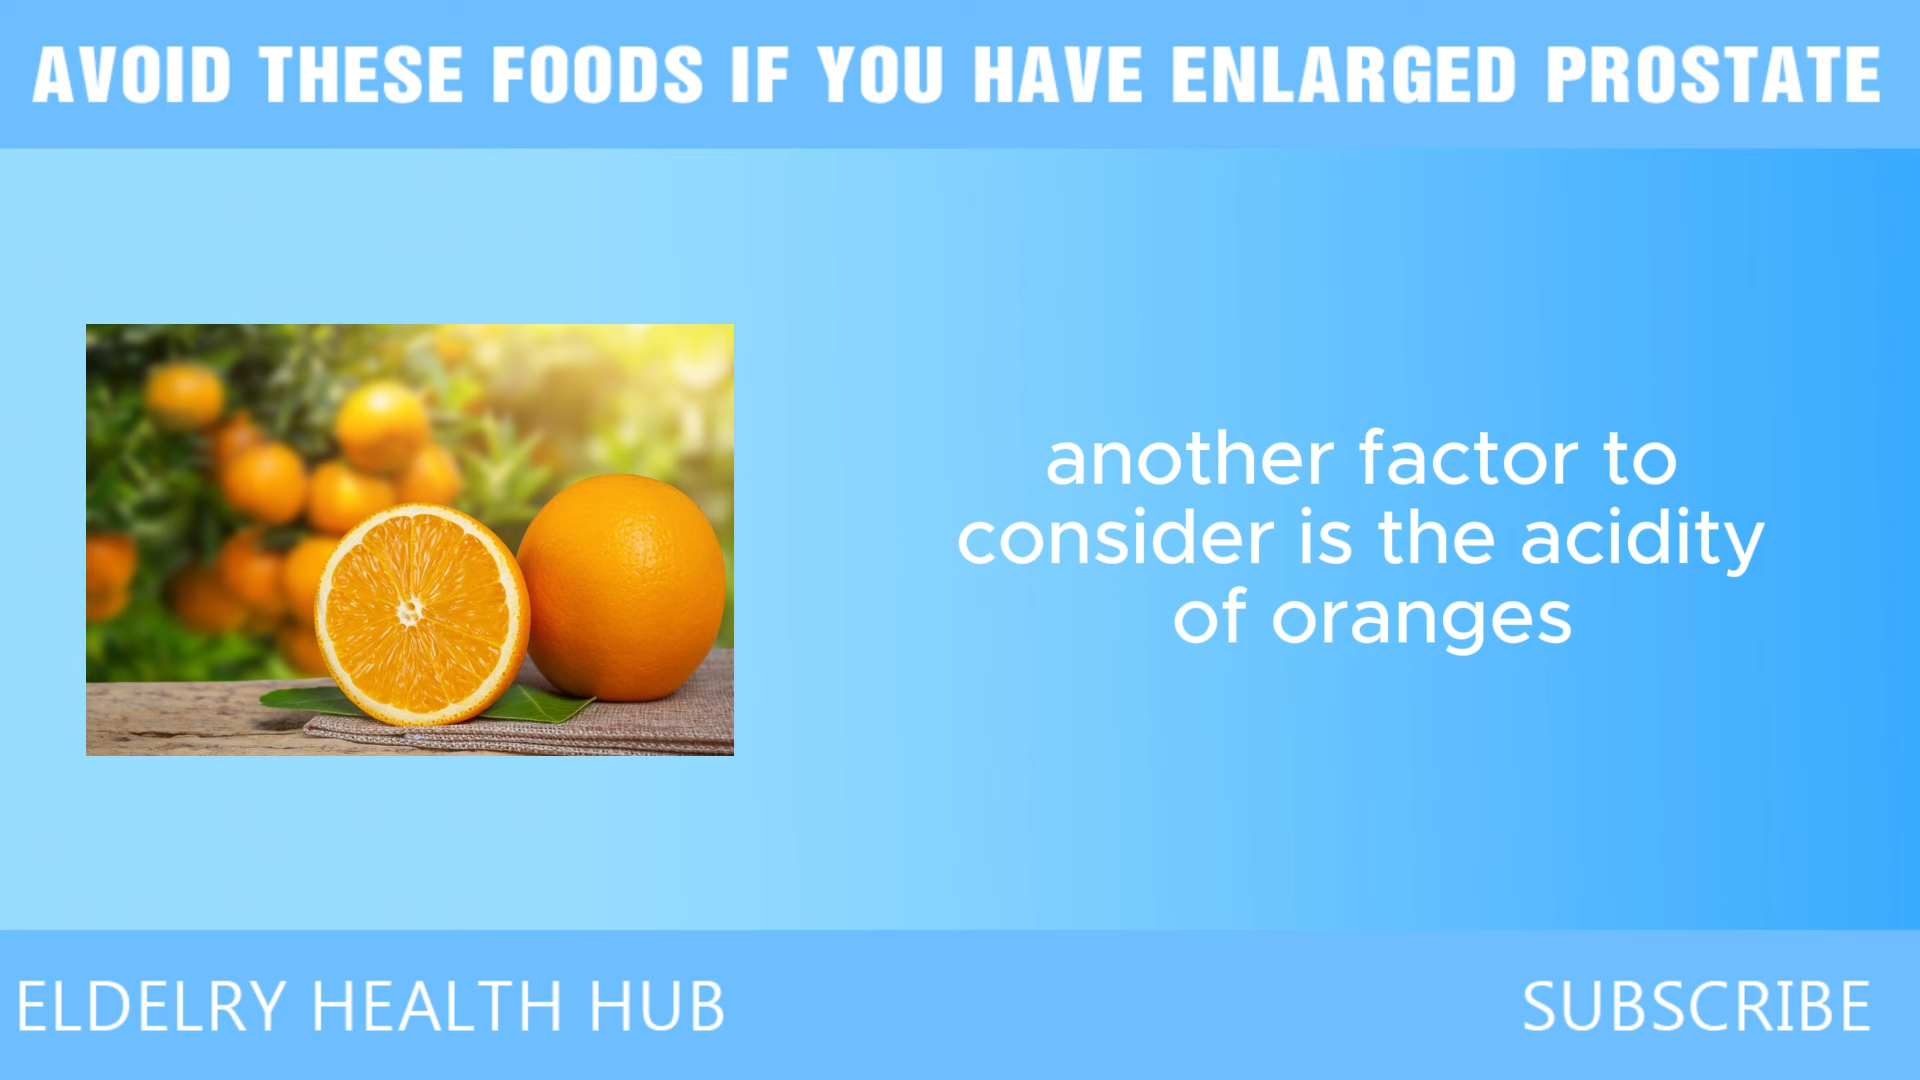 AVOID THESE FOODS IF YOU HAVE ENLARGED PROSTATE
another factor to
consider is the acidity
of oranges
ELDELRY HEALTH HUB
SUBSCRIBE